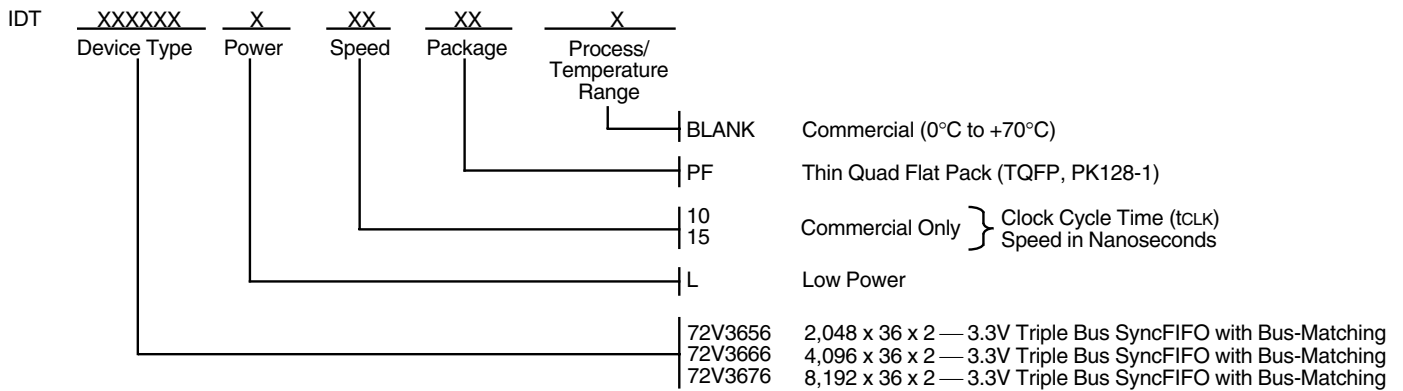 IDT XXXXXX X XX XX X
Device Type Power Speed Package Process/
Temperature
Range
BLANK Commercial (0°C to +70°C)
PF Thin Quad Flat Pack (TQFP, PK128-1)
10
15
Commercial Only
Clock Cycle Time (tCLK)
Speed in Nanoseconds
L Low Power
72V3656 2,048 x 36 x 2 — 3.3V Triple Bus SyncFIFO with Bus-Matching
72V3666 4,096 x 36 x 2 — 3.3V Triple Bus SyncFIFO with Bus-Matching
72V3676 8,192 x 36 x 2 — 3.3V Triple Bus SyncFIFO with Bus-Matching